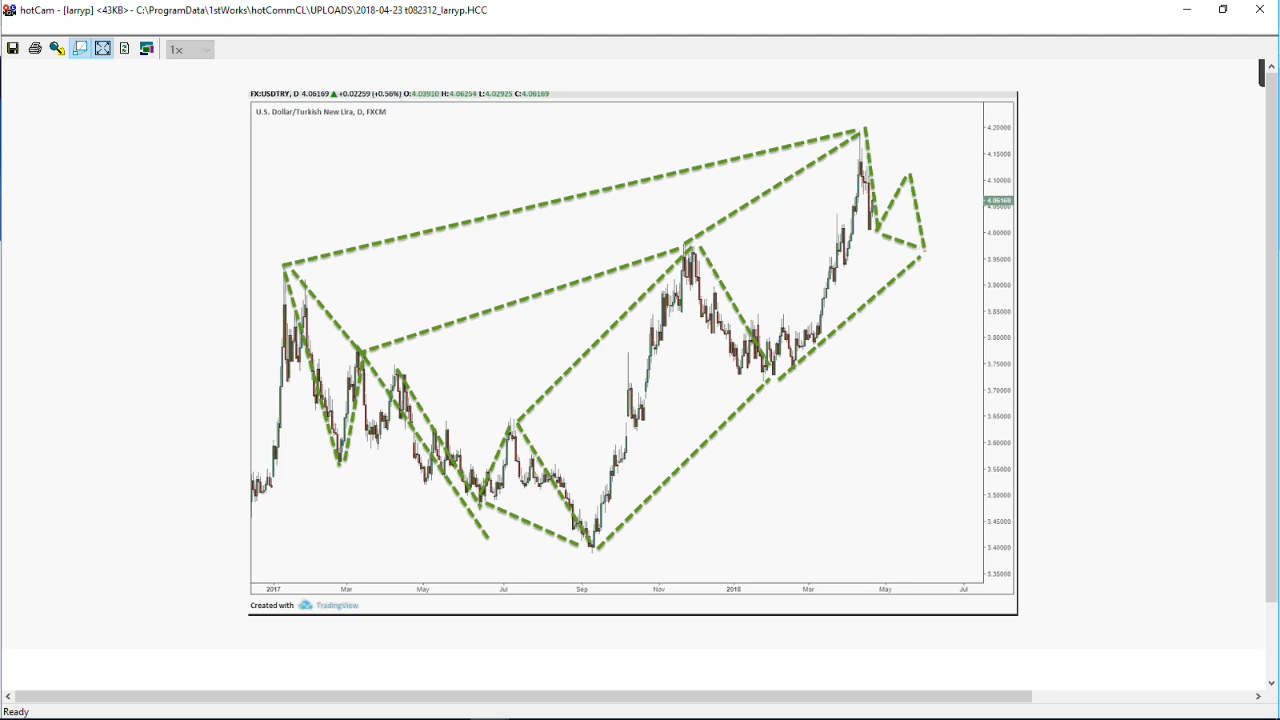 hotCam - [larryp] <43KB> - C:\ProgramData\1stWorks\hotCommCL\UPLOADS\2018-04-23 t082312_larryp.HCC
1x
FX:USDTRY, D 4.06169 ▲ +0.02259 (+0.56%) O:4.03910 H:4.06254 L:4.02925 C:4.06169
U.S. Dollar/Turkish New Lira, D, FXCM
4.20000
4.15000
4.10000
4.06169
4.05000
4.00000
3.95000
3.90000
3.85000
3.80000
3.75000
3.70000
3.65000
3.60000
3.55000
3.50000
3.45000
3.40000
3.35000
2017 Mar May Jul Sep Nov 2018 Mar May Jul
Created with TradingView
Ready